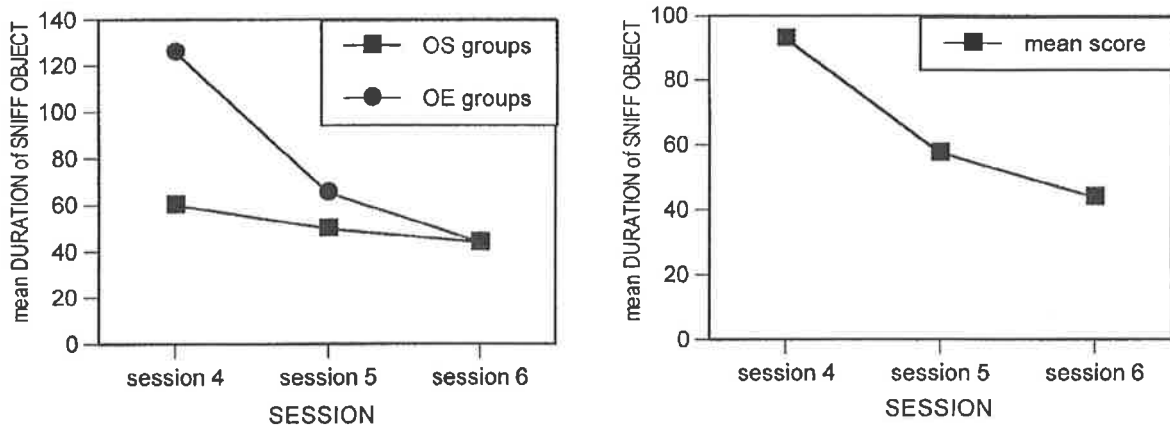 mean DURATION of SNIFF OBJECT
140
120
100
80
60
40
20
0
OS groups
OE groups
session 4 session 5 session 6
SESSION
mean DURATION of SNIFF OBJECT
100
80
60
40
20
0
mean score
session 4 session 5 session 6
SESSION